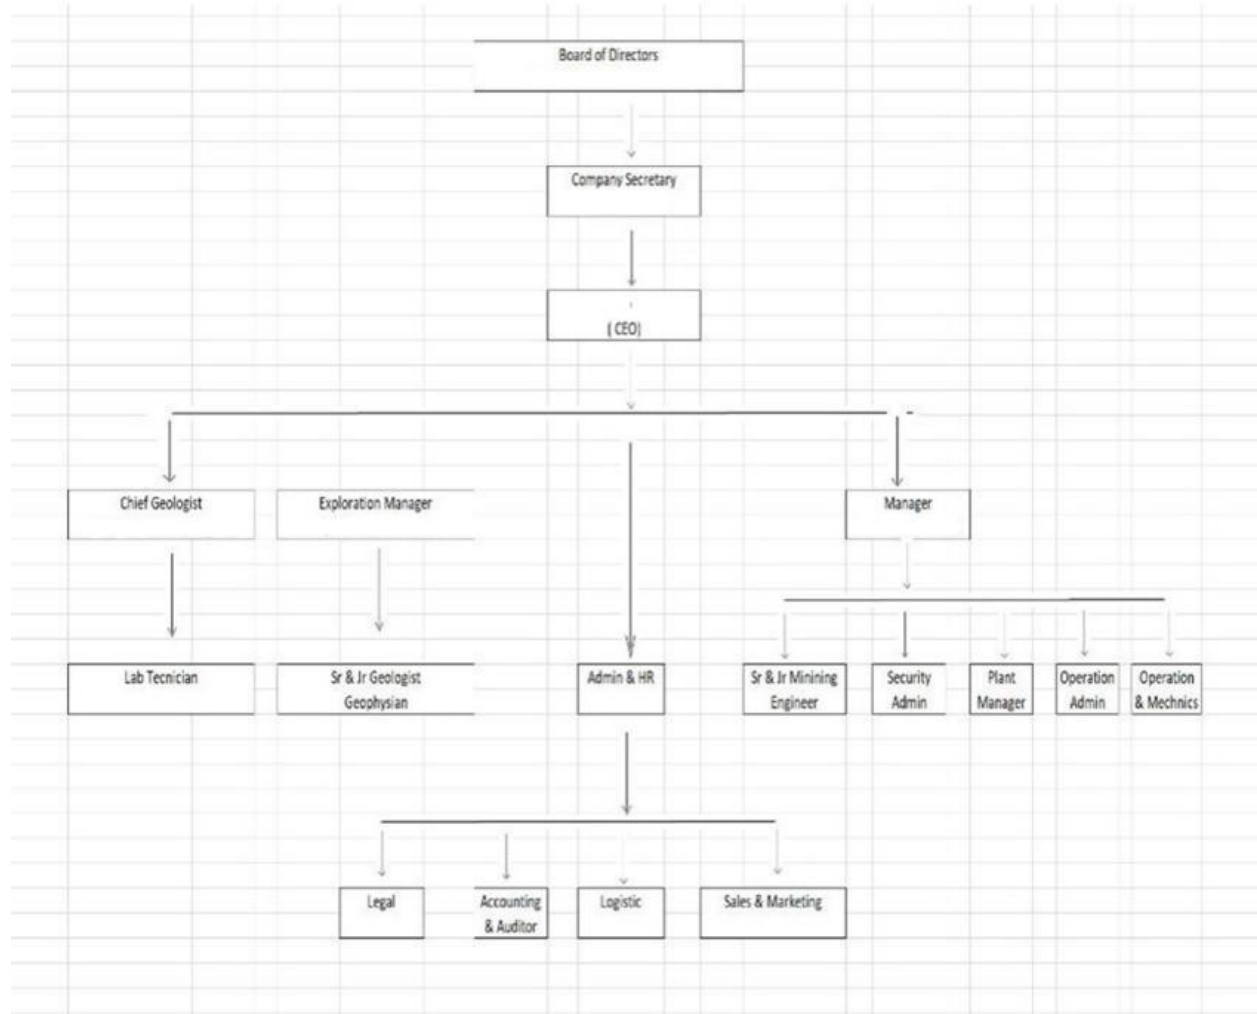 Board of Directors
Company Secretary
( CEO)
Chief Geologist
Exploration Manager
Manager
Lab Tecnician
Sr & Jr Geologist
Geophysian
Admin & HR
Sr & Jr Minining
Engineer
Security
Admin
Plant
Manager
Operation
Admin
Operation
& Mechnics
Legal
Accounting
& Auditor
Logistic
Sales & Marketing